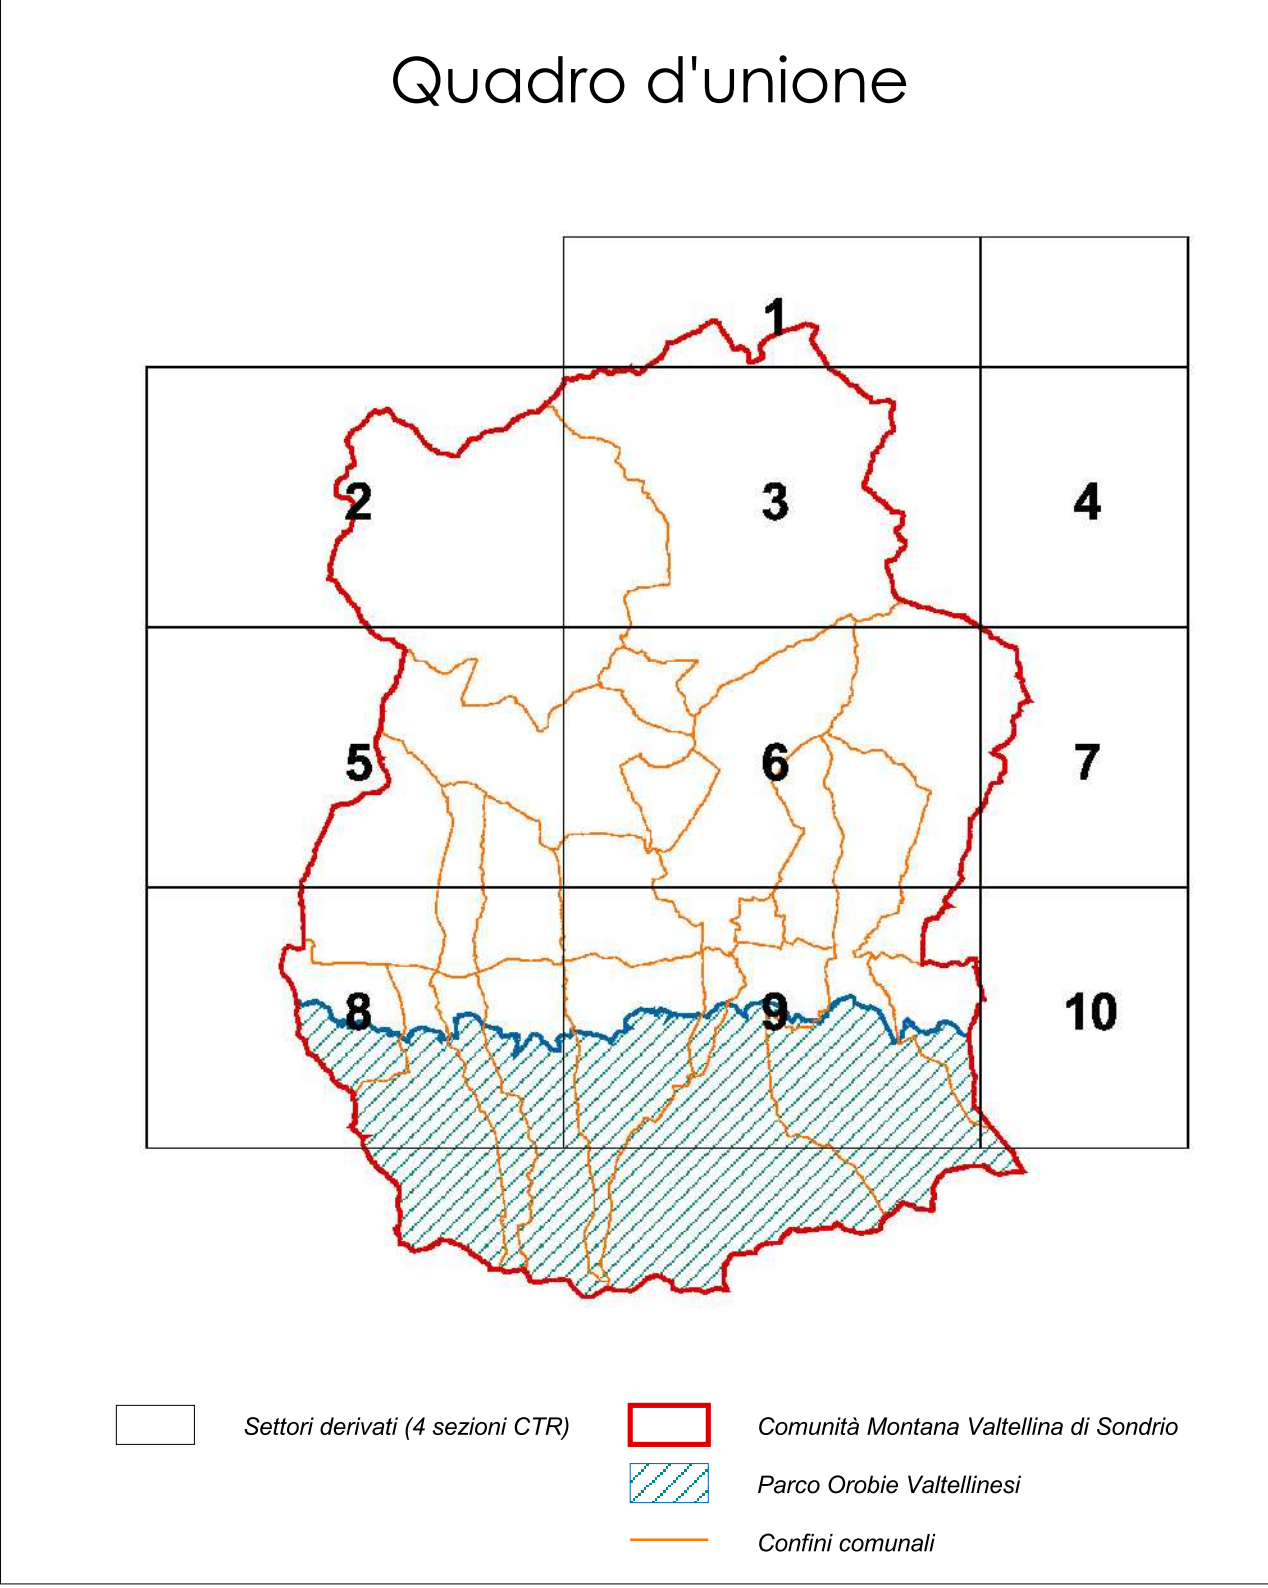 Quadro d'unione
1
2
3
4
5
6
7
8
9
10
Settori derivati (4 sezioni CTR)
Comunità Montana Valtellina di Sondrio
Parco Orobie Valtellinesi
Confini comunali